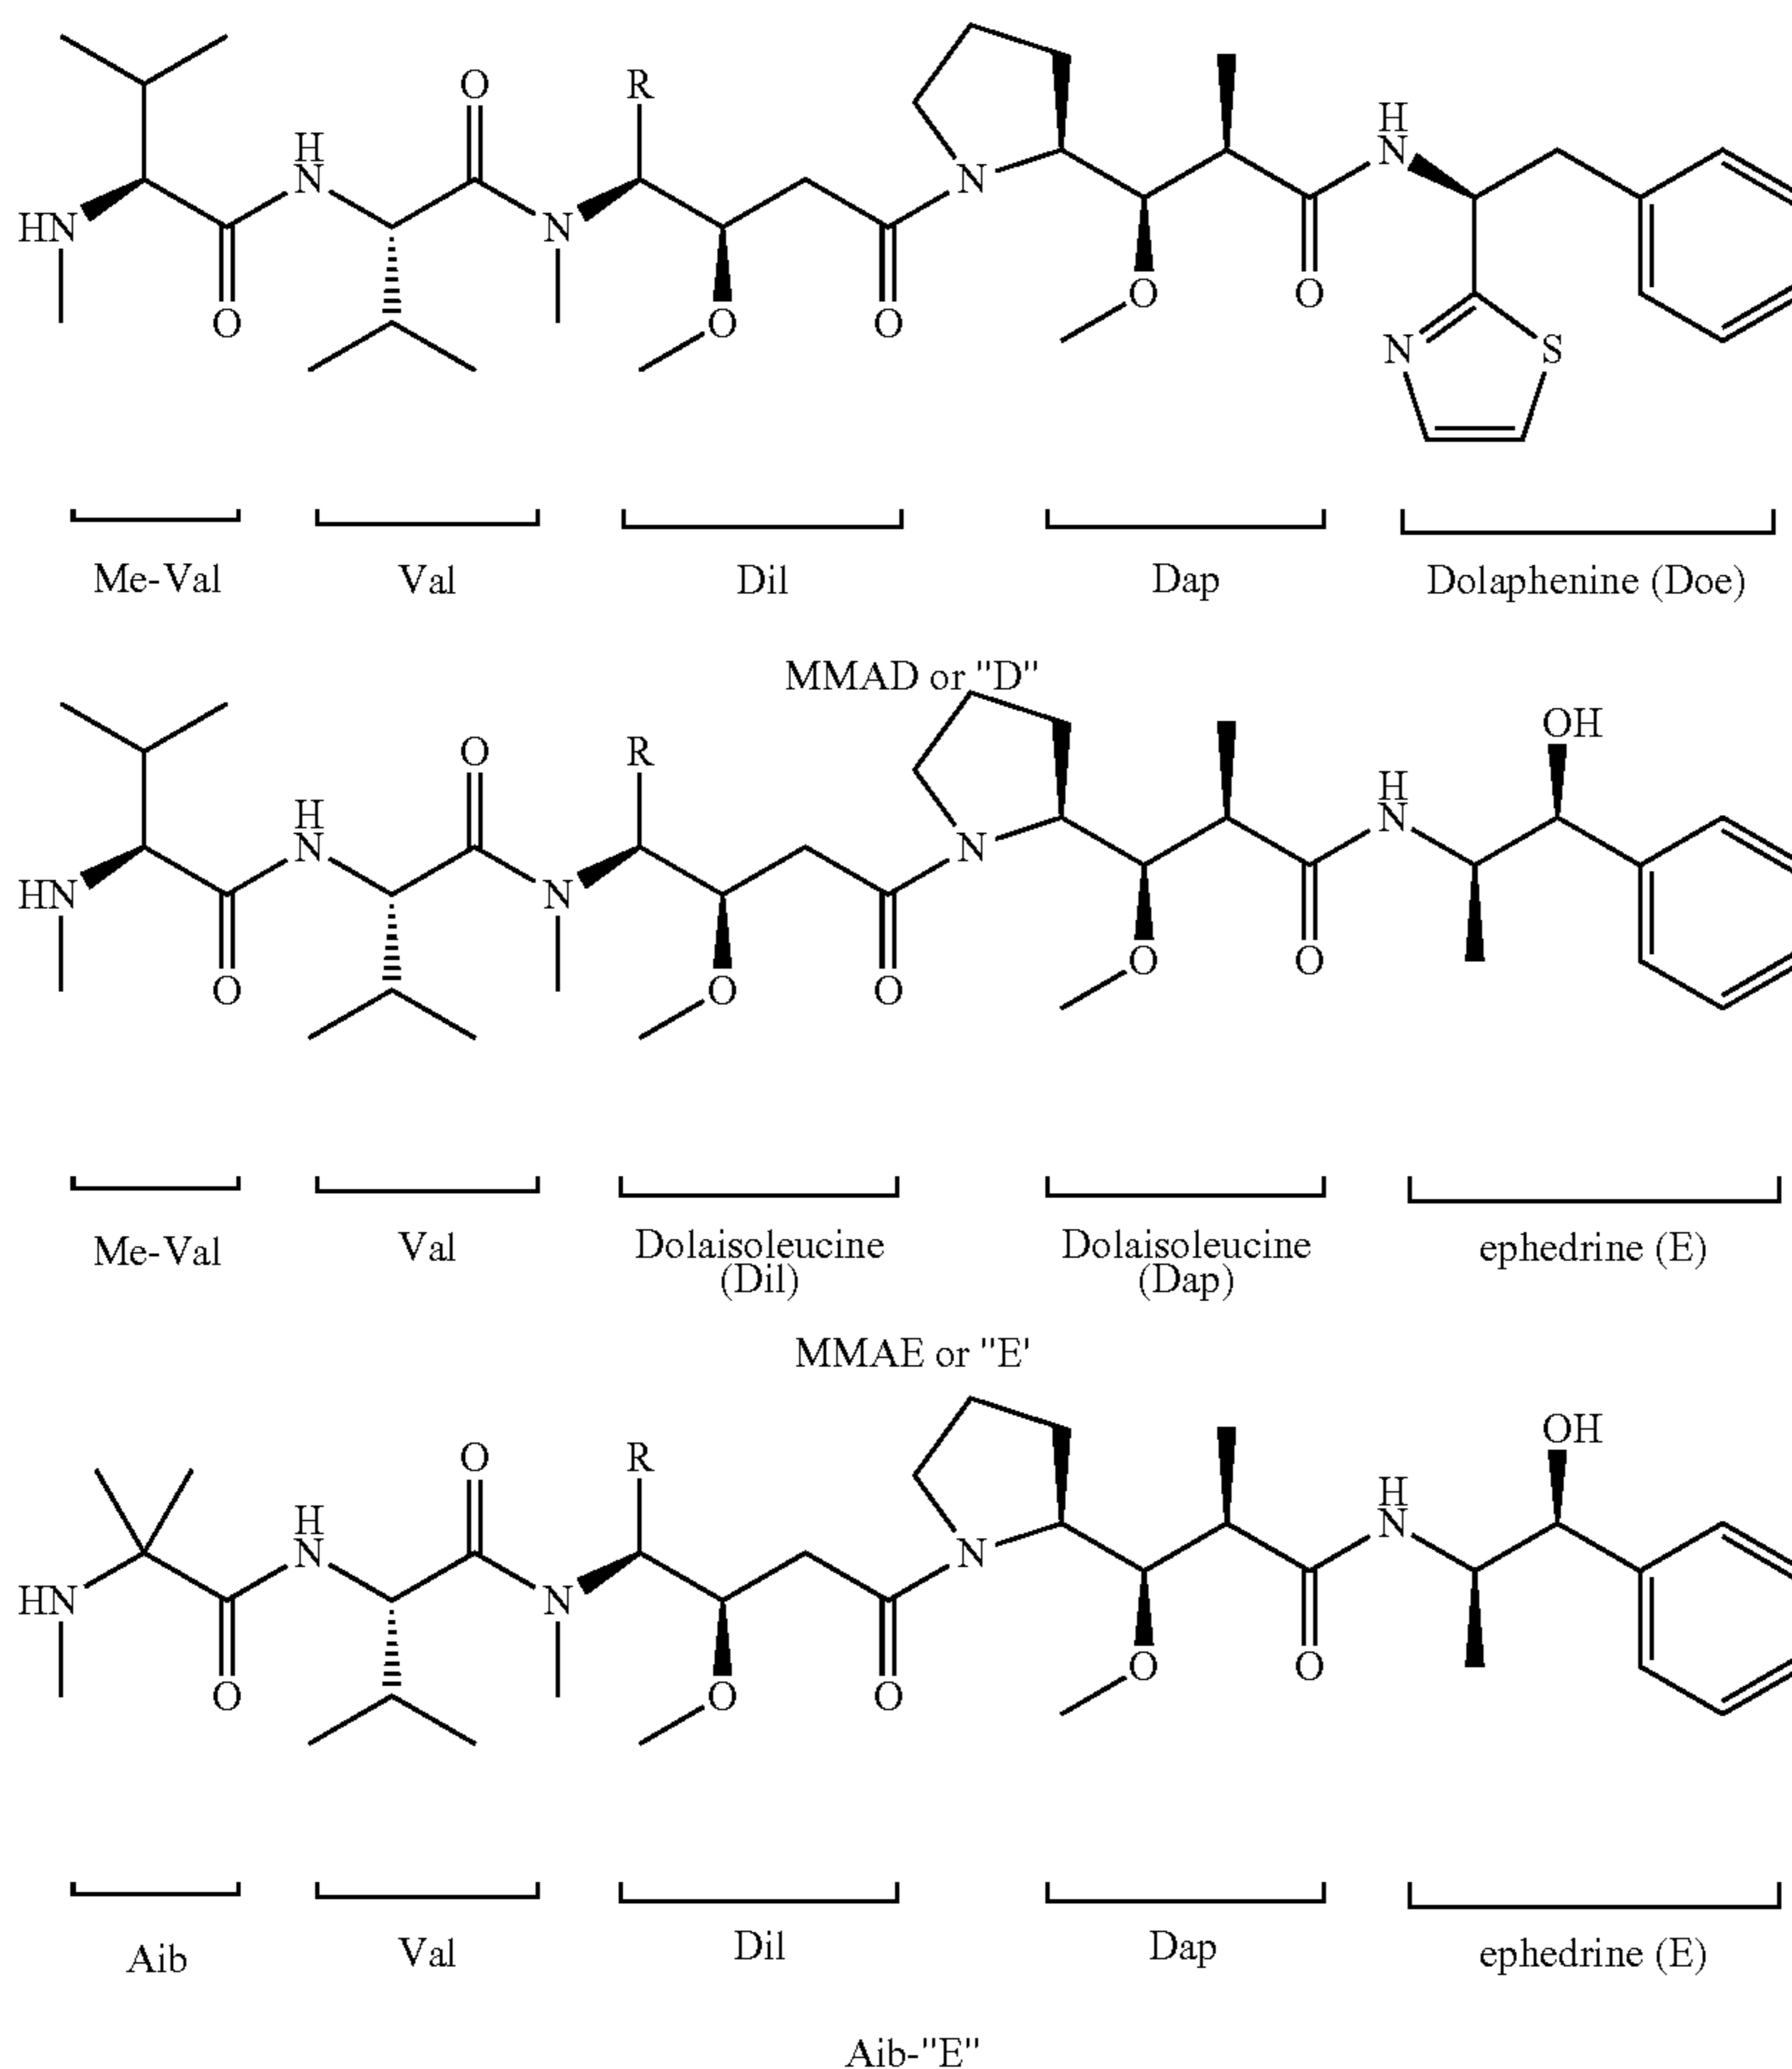 O
R
H
N
H
N
N
HN
N
O
O
O
O
O
N
S
Me-Val Val Dil Dap Dolaphenine (Doe)
MMAD or "D"
O
R
OH
H
N
H
N
N
HN
N
O
O
O
O
O
Me-Val Val Dolaisoleucine Dolaisoleucine ephedrine (E)
(Dil) (Dap)
MMAE or "E'
O
R
OH
H
N
H
N
N
HN
N
O
O
O
O
O
Aib Val Dil Dap ephedrine (E)
Aib-"E"